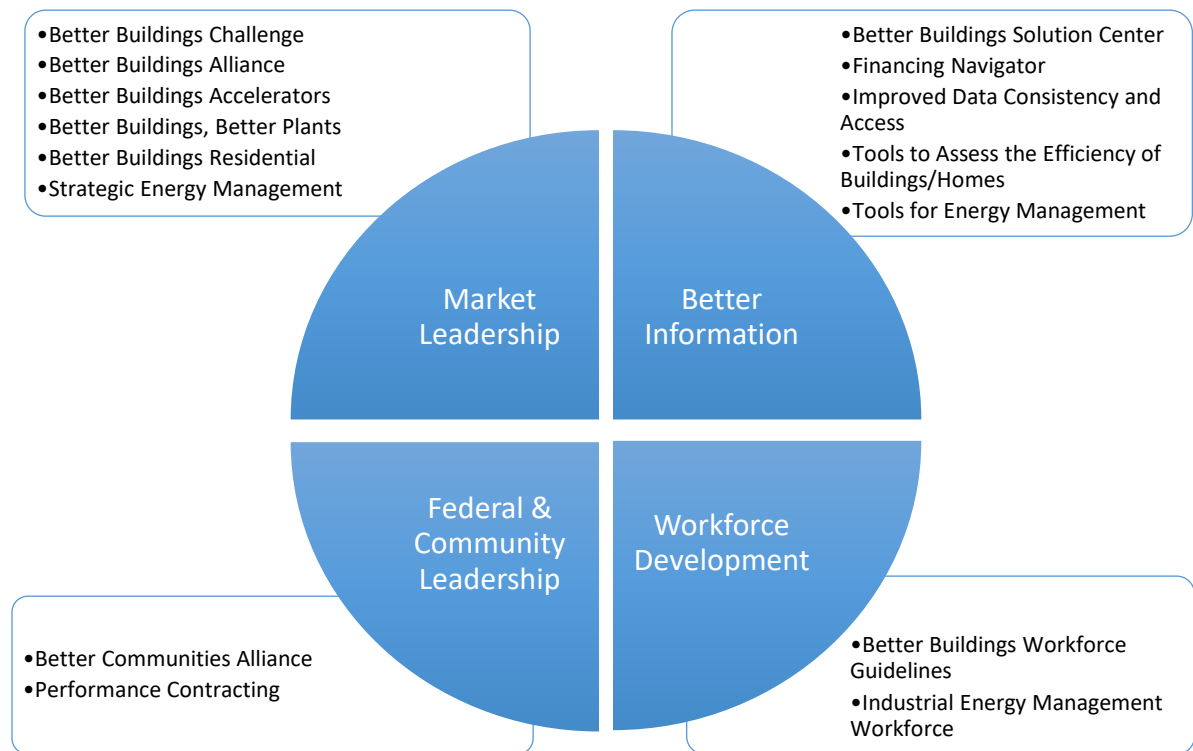 •Better Buildings Challenge
•Better Buildings Alliance
•Better Buildings Accelerators
•Better Buildings, Better Plants
•Better Buildings Residential
•Strategic Energy Management
•Better Buildings Solution Center
•Financing Navigator
•Improved Data Consistency and
Access
•Tools to Assess the Efficiency of
Buildings/Homes
•Tools for Energy Management
Market
Leadership
Better
Information
Federal &
Community
Leadership
Workforce
Development
•Better Communities Alliance
•Performance Contracting
•Better Buildings Workforce
Guidelines
•Industrial Energy Management
Workforce